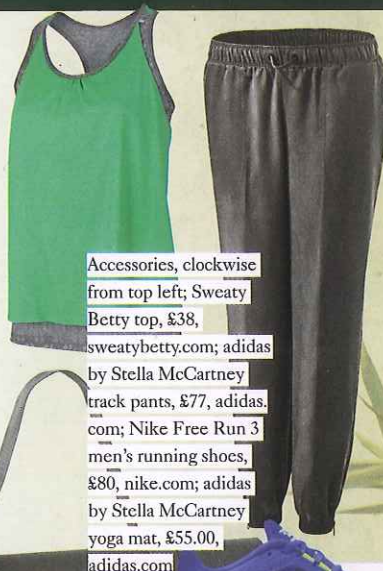 Accessories, clockwise
from top left; Sweaty
Betty top, £38,
sweatybetty.com; adidas
by Stella McCartney
track pants, £77, adidas.
com; Nike Free Run 3
men's running shoes,
£80, nike.com; adidas
by Stella McCartney
yoga mat, £55.00,
adidas.com